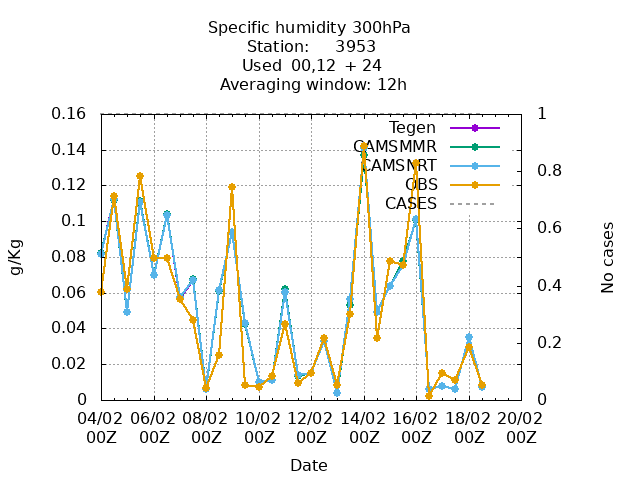 Specific humidity 300hPa
Station: 3953
Used 00,12 + 24
Averaging window: 12h
0.16
0.14
0.12
0.1
0.08
0.06
0.04
0.02
0
1
0.8
0.6
0.4
0.2
0
g/Kg
No cases
Tegen
CAMSMMR
CAMSNRT
OBS
CASES
04/02 06/02 08/02 10/02 12/02 14/02 16/02 18/02 20/02
00Z 00Z 00Z 00Z 00Z 00Z 00Z 00Z 00Z
Date